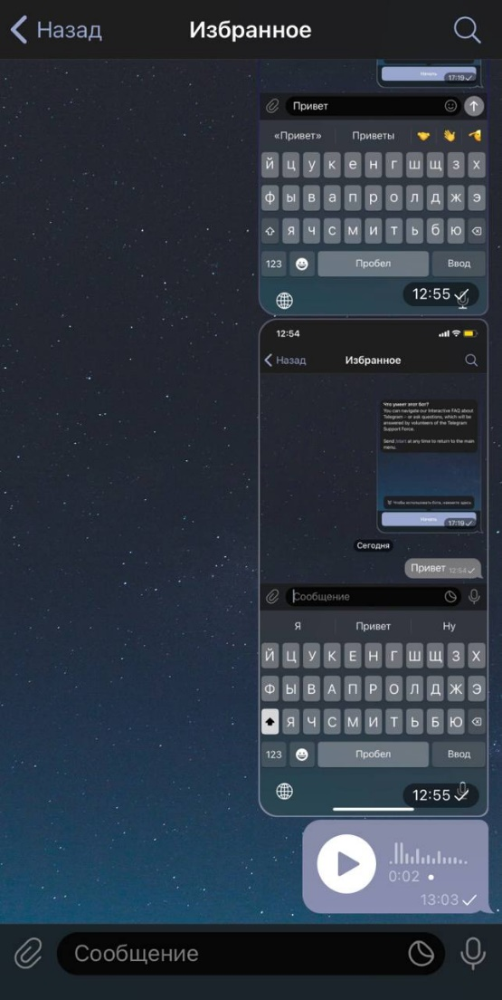 Назад
Избранное
Начать
17:19
Привет
«Привет» Приветы
й ц у к е н г ш щ з х
ф ы в а п р о л д ж э
я ч с м и т ь б ю
123 Пробел Ввод
12:55
12:54
Назад Избранное
Что умеет этот бот?
You can navigate our Interactive FAQ about
Telegram – or ask questions, which will be
answered by volunteers of the Telegram
Support Force.
Send /start at any time to return to the main
menu.
Чтобы использовать бота, нажмите здесь
Начать
17:19
Сегодня
Привет 12:54
Сообщение
Я Привет Ну
Й Ц У К Е Н Г Ш Щ З Х
Ф Ы В А П Р О Л Д Ж Э
Я Ч С М И Т Ь Б Ю
123 Пробел Ввод
12:55
0:02
13:03
Сообщение